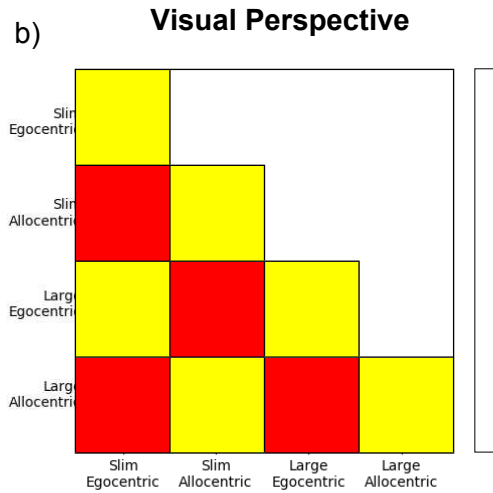 b)
Visual Perspective
Slim
Egocentric
Slim
Allocentric
Large
Egocentric
Large
Allocentric
Slim
Egocentric
Slim
Allocentric
Large
Egocentric
Large
Allocentric